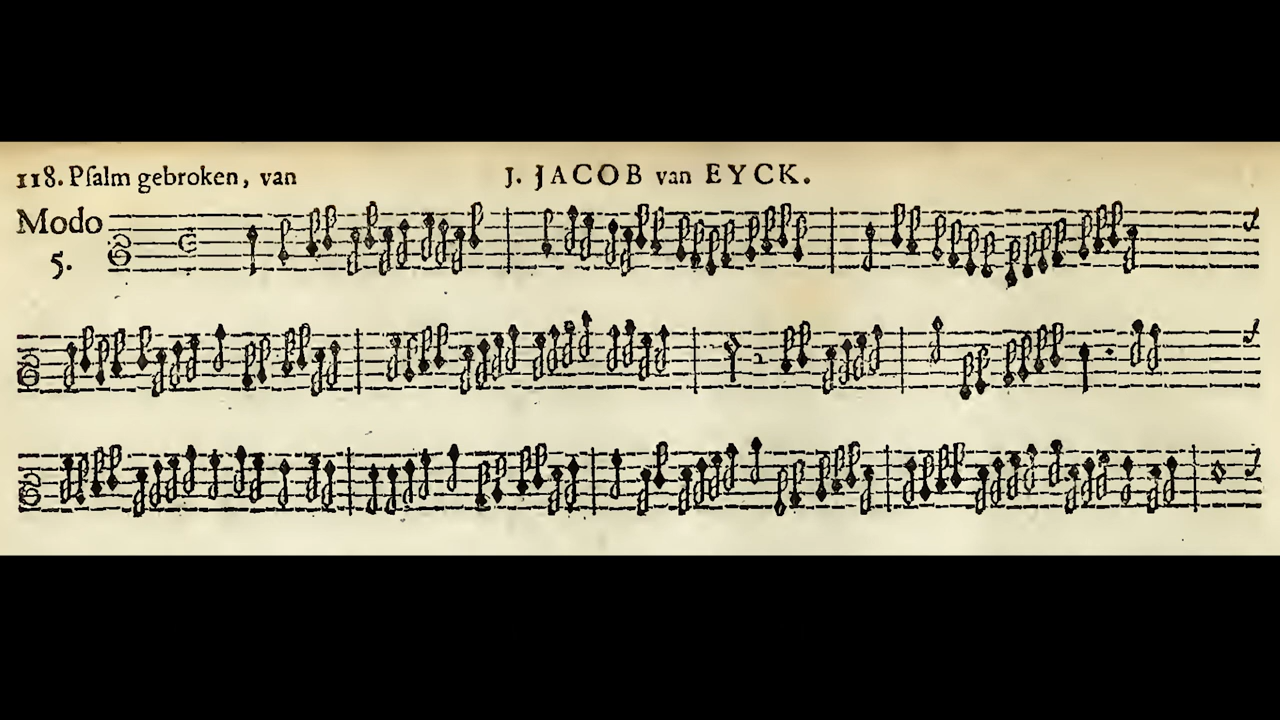 118. Pſalm gebroken, van J. JACOB van EYCK.
Modo
5.